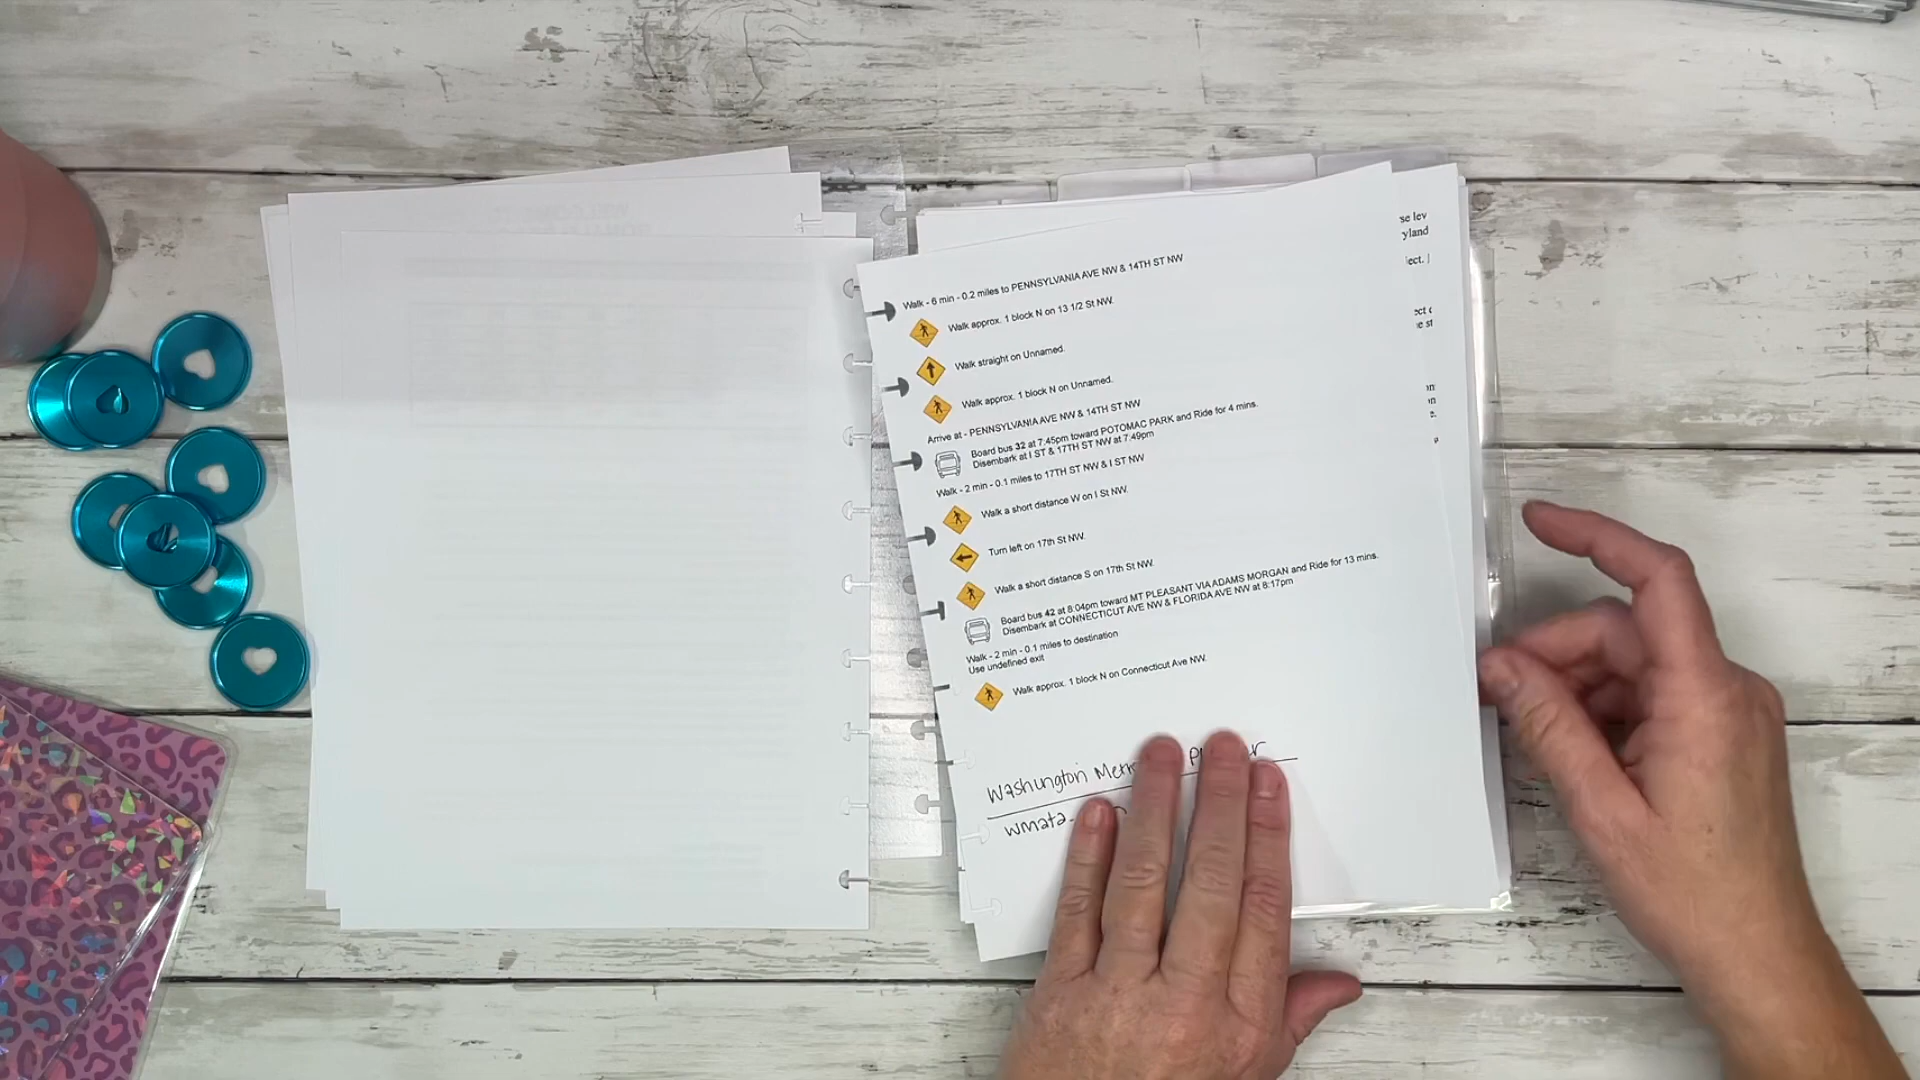 Walk - 6 min - 0.2 miles to PENNSYLVANIA AVE NW & 14TH ST NW
Walk approx. 1 block N on 13 1/2 St NW.
Walk straight on Unnamed.
Walk approx. 1 block N on Unnamed.
Arrive at - PENNSYLVANIA AVE NW & 14TH ST NW
Board bus 32 at 7:45pm toward POTOMAC PARK and Ride for 4 mins.
Disembark at I ST & 17TH ST NW at 7:49pm
Walk - 2 min - 0.1 miles to 17TH ST NW & I ST NW
Walk a short distance W on I St NW.
Turn left on 17th St NW.
Walk a short distance S on 17th St NW.
Board bus 42 at 8:04pm toward MT PLEASANT VIA ADAMS MORGAN and Ride for 13 mins.
Disembark at CONNECTICUT AVE NW & FLORIDA AVE NW at 8:17pm
Walk - 2 min - 0.1 miles to destination
Use undefined exit
Walk approx. 1 block N on Connecticut Ave NW.
Washington
wmata
se lev
yland
ect.